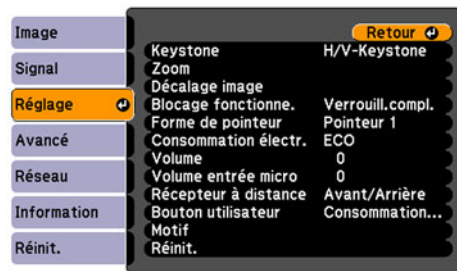 Image
Signal
Réglage
Avancé
Réseau
Information
Réinit.
Retour
Keystone H/V-Keystone
Zoom
Décalage image
Blocage fonctionne. Verrouill.compl.
Forme de pointeur Pointeur 1
Consommation électr. ECO
Volume 0
Volume entrée micro 0
Récepteur à distance Avant/Arrière
Bouton utilisateur Consommation...
Motif
Réinit.